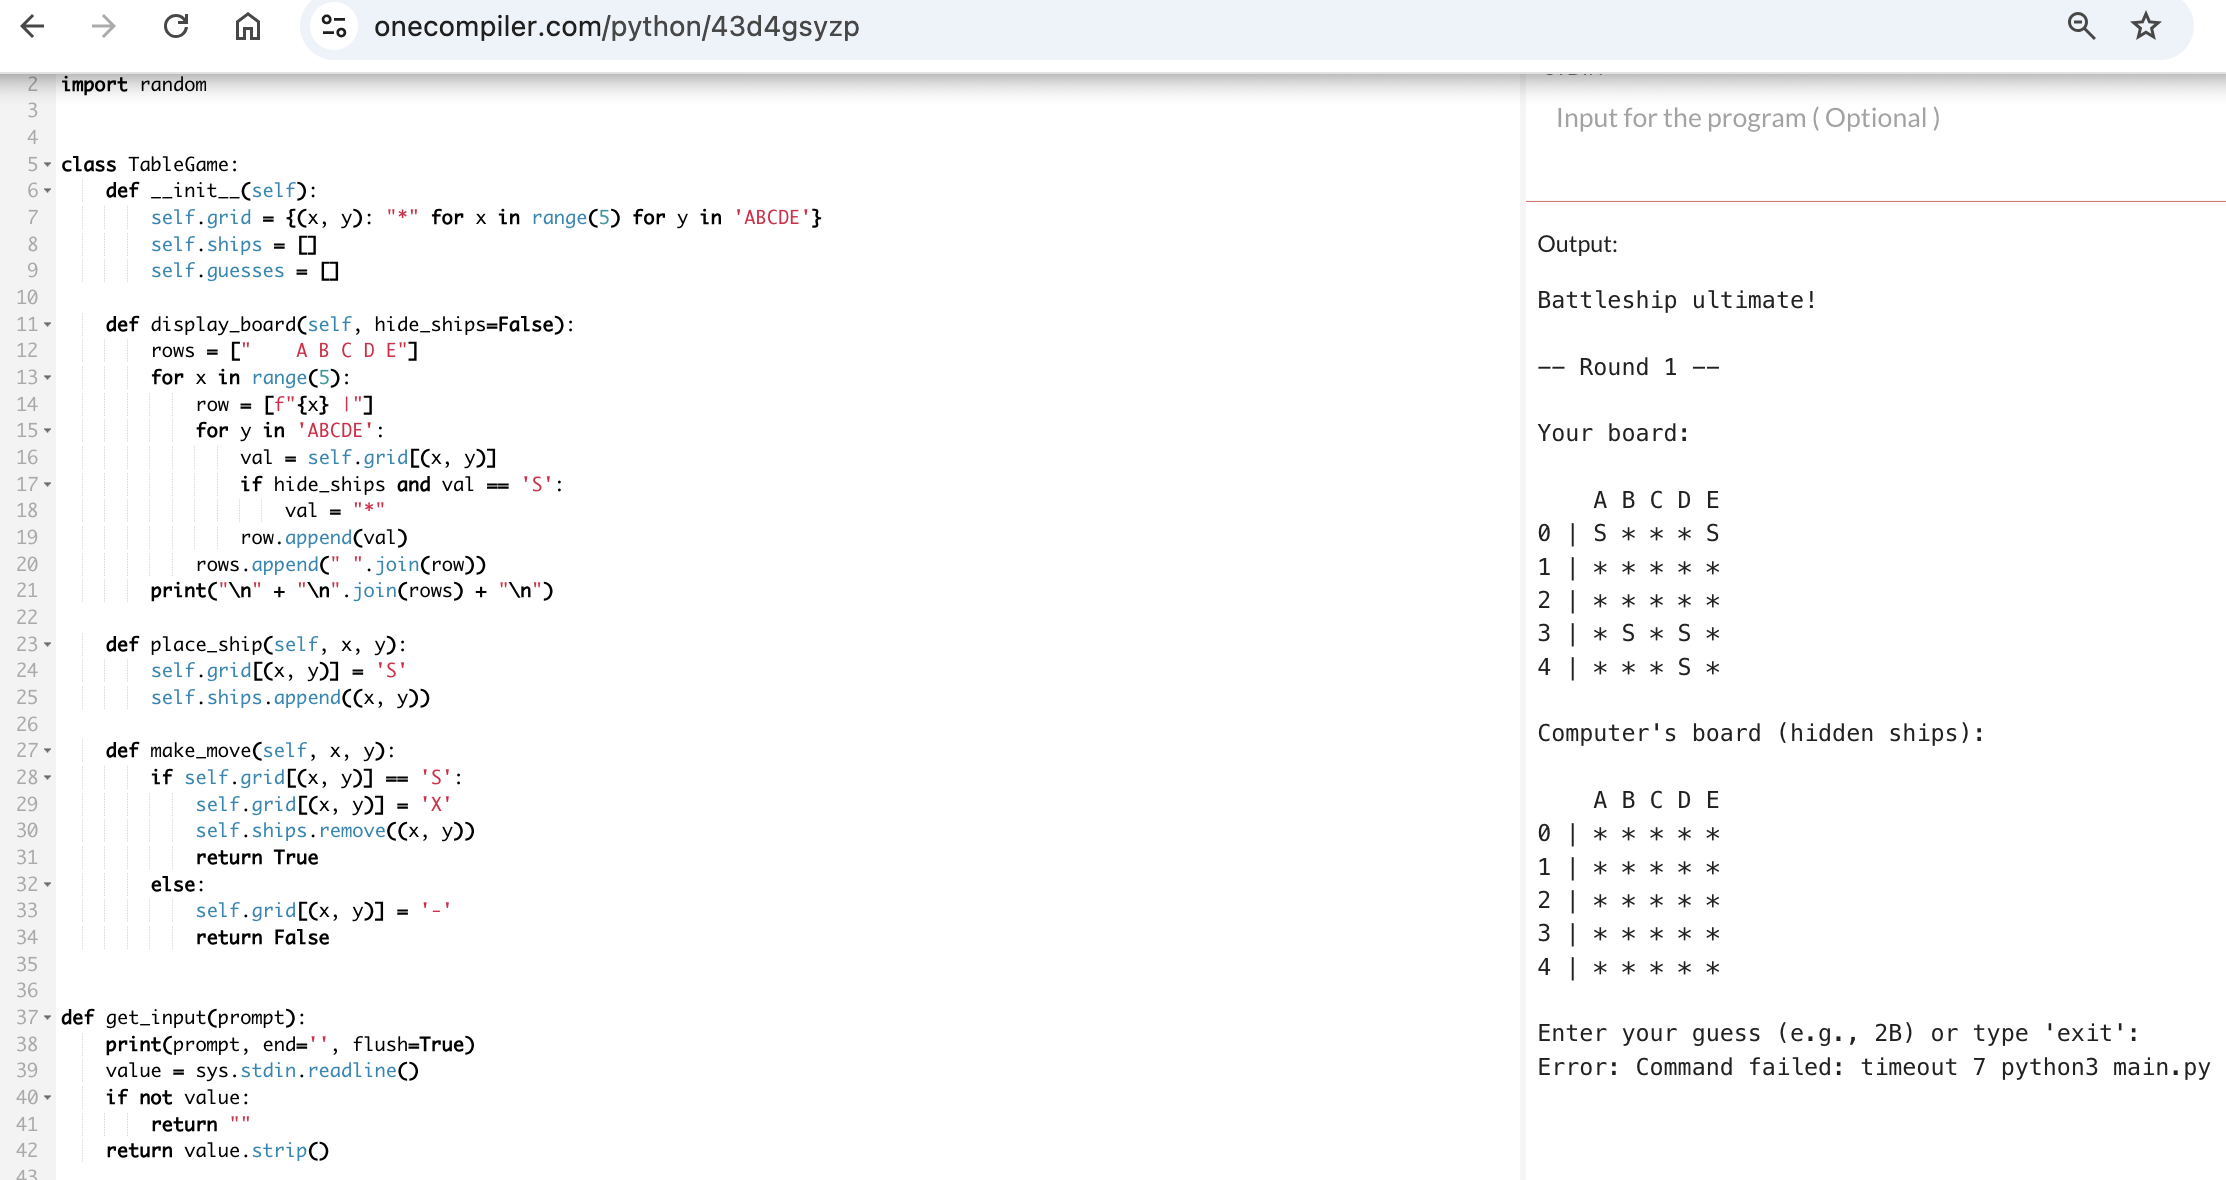 onecompiler.com/python/43d4gsyzp
2 import random
3
4
5 class TableGame:
6     def __init__(self):
7         self.grid = {(x, y): "*" for x in range(5) for y in 'ABCDE'}
8         self.ships = []
9         self.guesses = []
10
11     def display_board(self, hide_ships=False):
12         rows = ["    A B C D E"]
13         for x in range(5):
14             row = [f"{x} |"]
15             for y in 'ABCDE':
16                 val = self.grid[(x, y)]
17                 if hide_ships and val == 'S':
18                     val = "*"
19                 row.append(val)
20             rows.append(" ".join(row))
21         print("\n" + "\n".join(rows) + "\n")
22
23     def place_ship(self, x, y):
24         self.grid[(x, y)] = 'S'
25         self.ships.append((x, y))
26
27     def make_move(self, x, y):
28         if self.grid[(x, y)] == 'S':
29             self.grid[(x, y)] = 'X'
30             self.ships.remove((x, y))
31             return True
32         else:
33             self.grid[(x, y)] = '-'
34             return False
35
36
37 def get_input(prompt):
38     print(prompt, end='', flush=True)
39     value = sys.stdin.readline()
40     if not value:
41         return ""
42     return value.strip()
43
Input for the program ( Optional )
Output:
Battleship ultimate!
-- Round 1 --
Your board:
    A B C D E
0 | S * * * S
1 | * * * * *
2 | * * * * *
3 | * S * S *
4 | * * * S *
Computer's board (hidden ships):
    A B C D E
0 | * * * * *
1 | * * * * *
2 | * * * * *
3 | * * * * *
4 | * * * * *
Enter your guess (e.g., 2B) or type 'exit':
Error: Command failed: timeout 7 python3 main.py